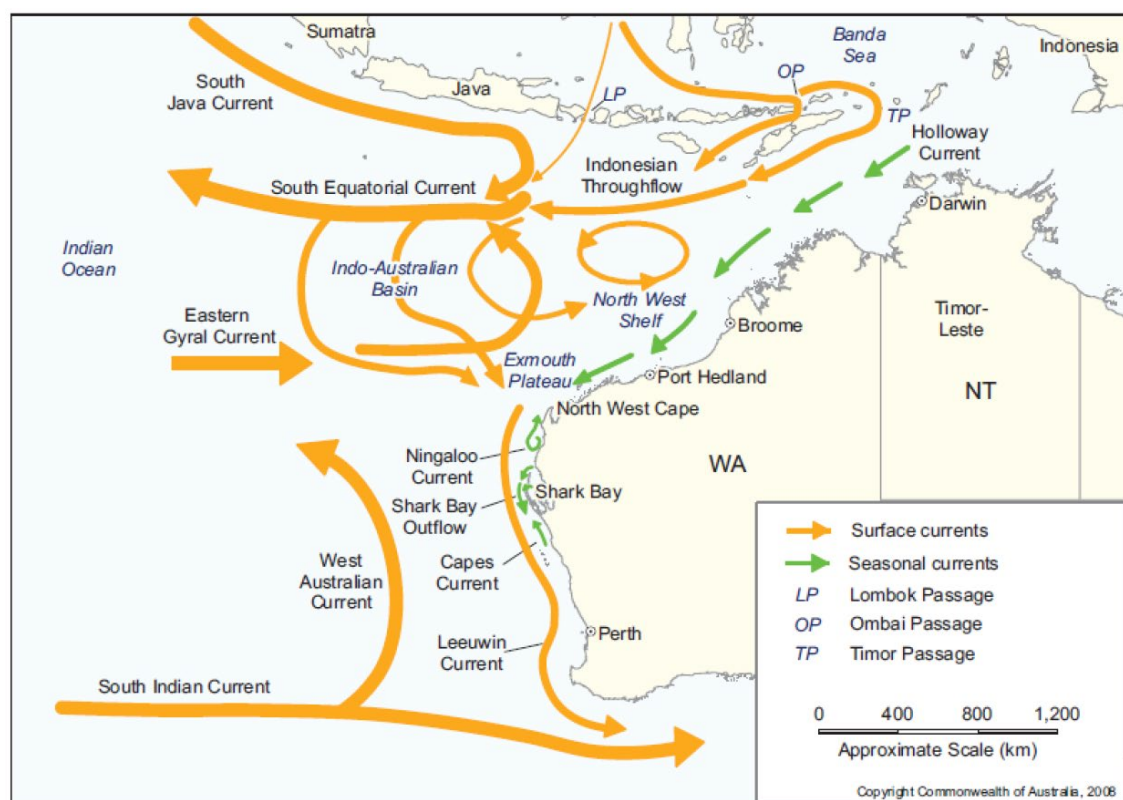 Sumatra
Banda
Sea
Indonesia
South
Java Current
Java
LP
OP
TP
Holloway
Current
Indonesian
Throughflow
South Equatorial Current
Darwin
Indian
Ocean
Indo-Australian
Basin
North West
Shelf
Eastern
Gyral Current
Broome
Timor-
Leste
Exmouth
Plateau
Port Hedland
NT
North West Cape
Ningaloo
Current
WA
Shark Bay
Shark Bay
Outflow
Capes
Current
West
Australian
Current
Leeuwin
Current
Perth
South Indian Current
Surface currents
Seasonal currents
LP Lombok Passage
OP Ombai Passage
TP Timor Passage
0 400 800 1,200
Approximate Scale (km)
Copyright Commonwealth of Australia, 2008